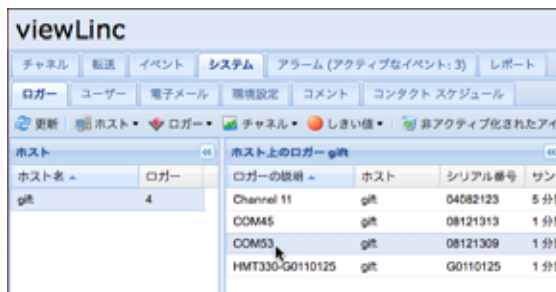 viewLinc
チャネル 転送 イベント システム アラーム (アクティブなイベント: 3) レポート
ロガー ユーザー 電子メール 環境設定 コメント コンタクト スケジュール
更新 ホスト ロガー チャネル しきい値 非アクティブ化されたアイ
ホスト ホスト上のロガー gift
ホスト名 ロガー ロガーの説明 ホスト シリアル番号 サン
gift 4 Channel 11 gift 04082123 5 分
COM45 gift 08121313 1 分
COM53 gift 08121309 1 分
HMT330-G0110125 gift G0110125 1 分